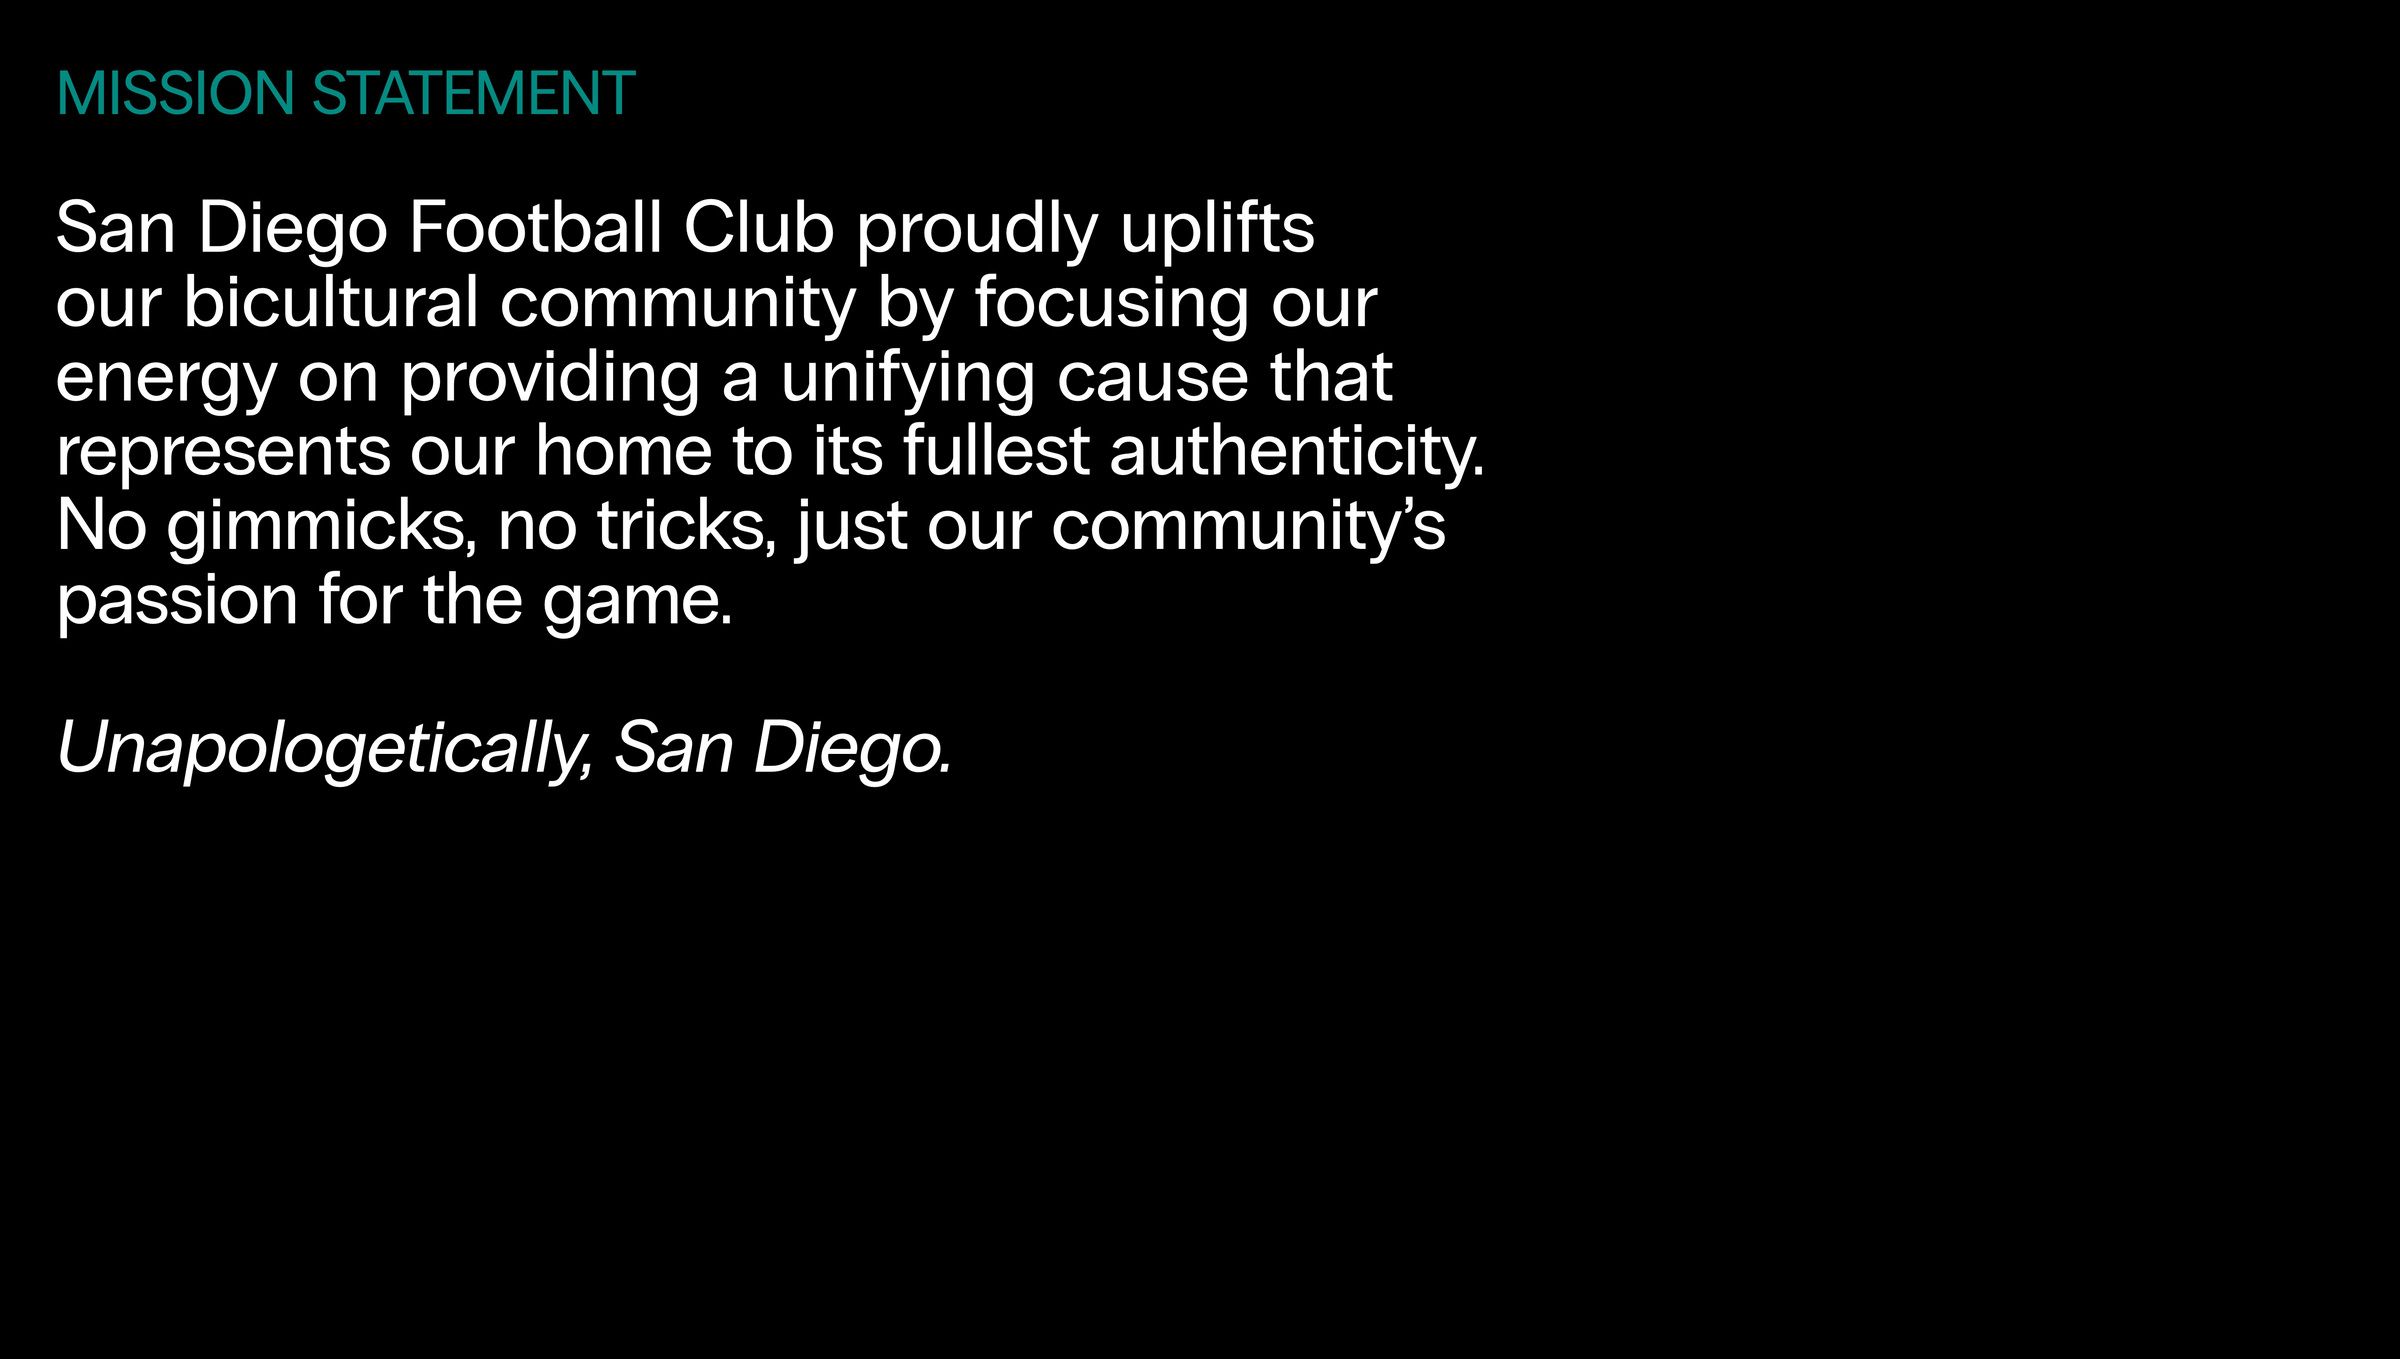 MISSION STATEMENT
San Diego Football Club proudly uplifts
our bicultural community by focusing our
energy on providing a unifying cause that
represents our home to its fullest authenticity.
No gimmicks, no tricks, just our community’s
passion for the game.
Unapologetically, San Diego.